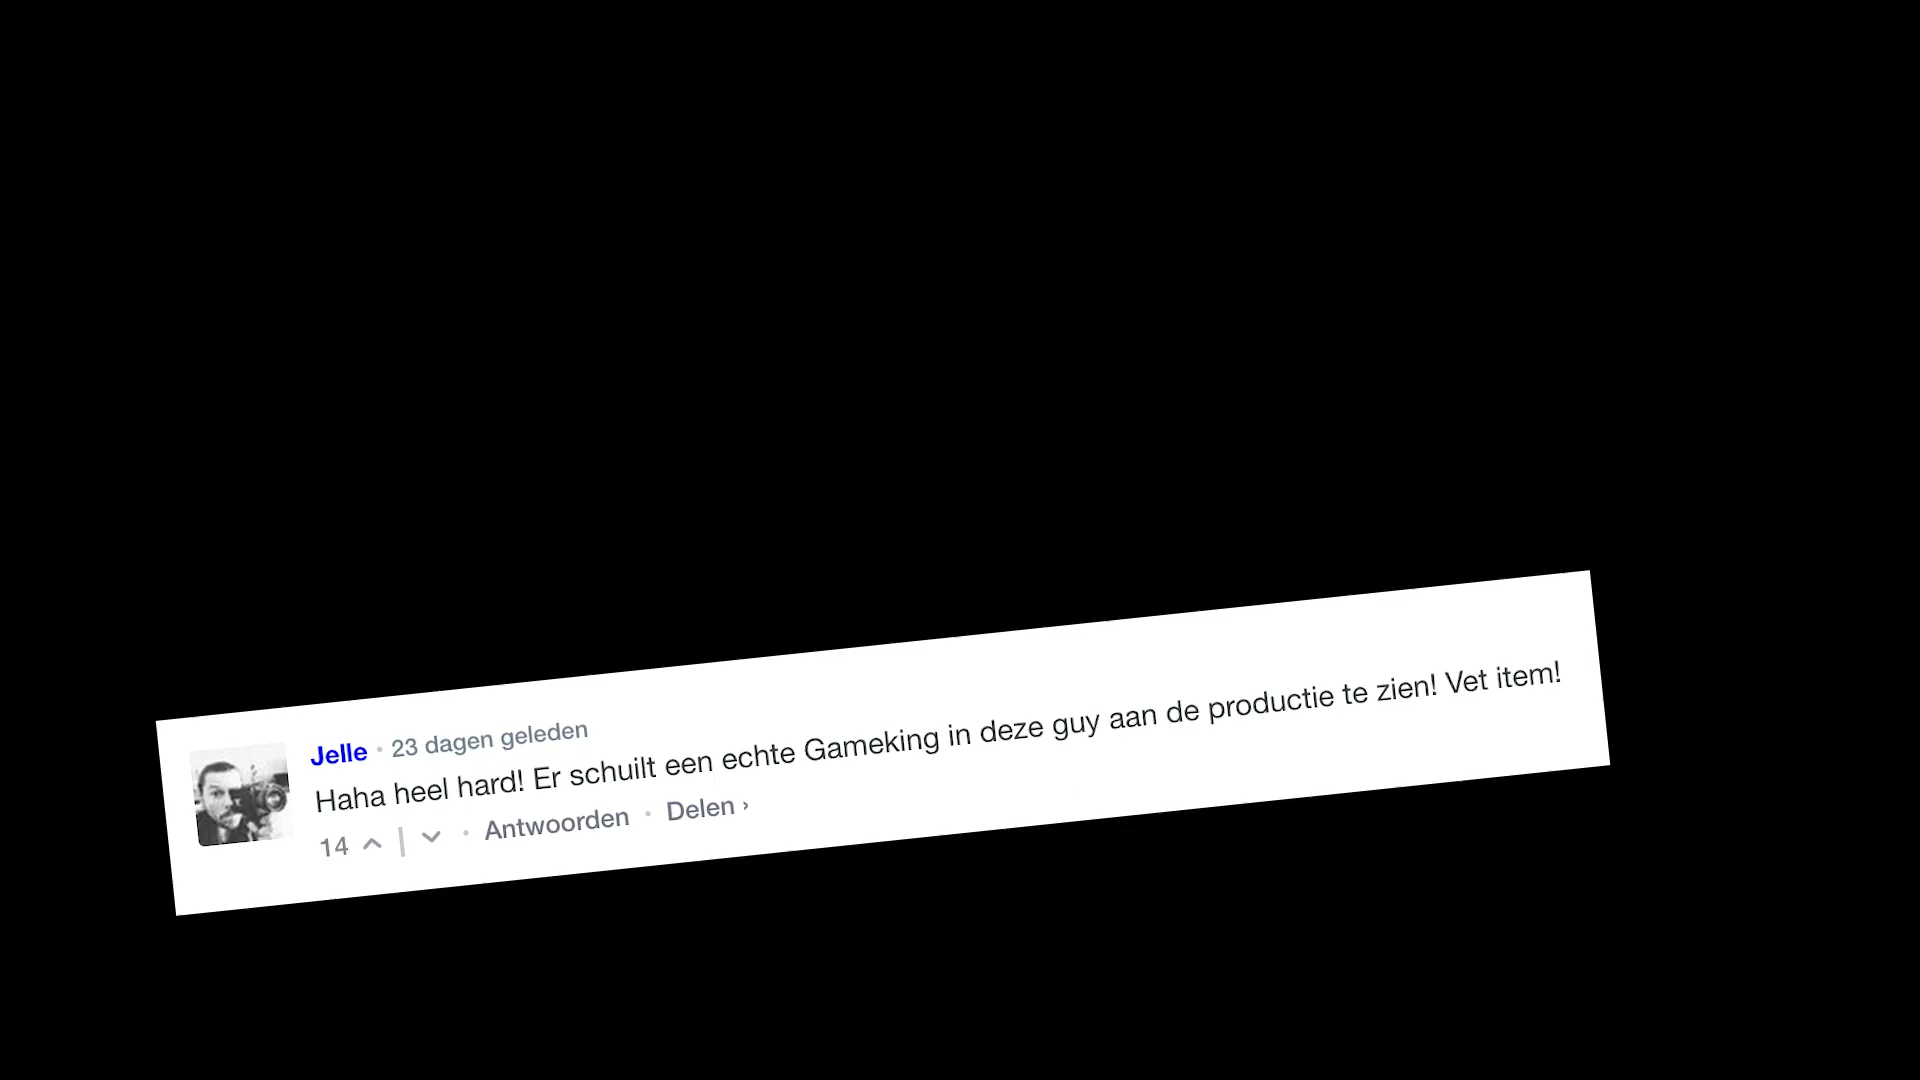 Jelle • 23 dagen geleden
Haha heel hard! Er schuilt een echte Gameking in deze guy aan de productie te zien! Vet item!
14 | • Antwoorden • Delen ›